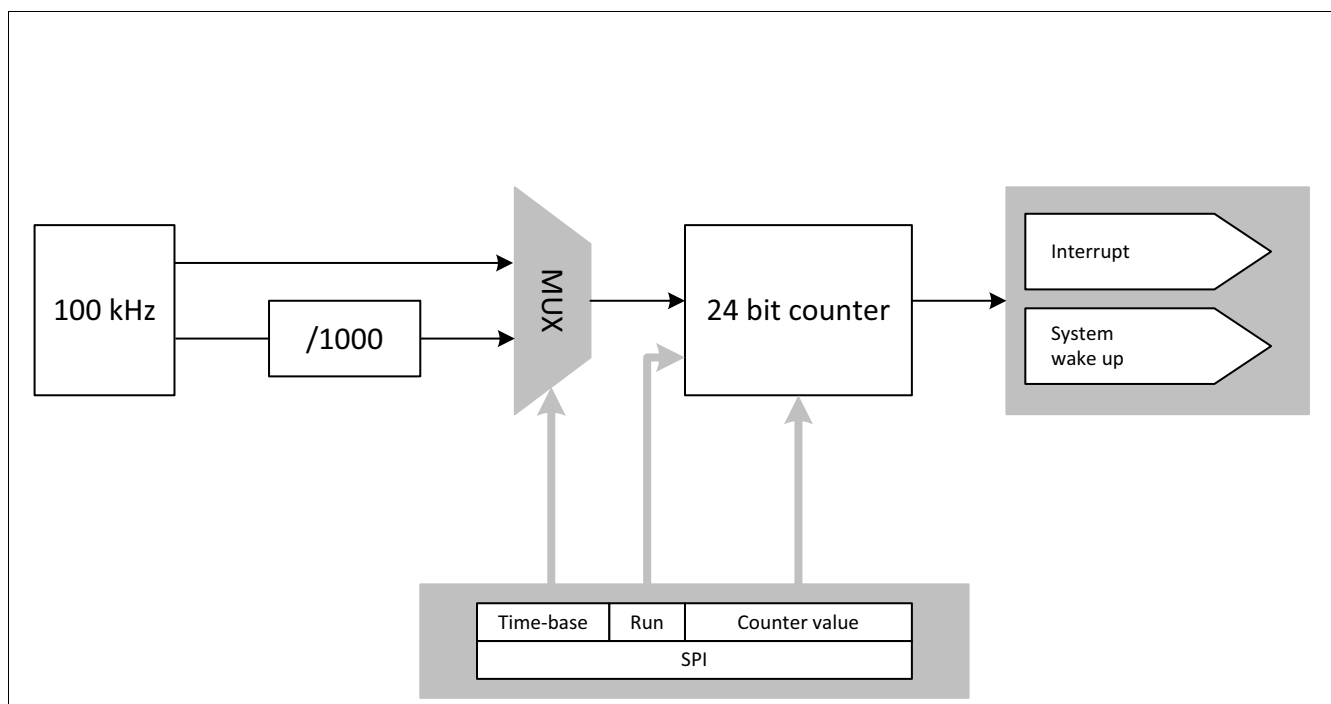 100 kHz
/1000
MUX
24 bit counter
Interrupt
System
wake up
Time-base
Run
Counter value
SPI